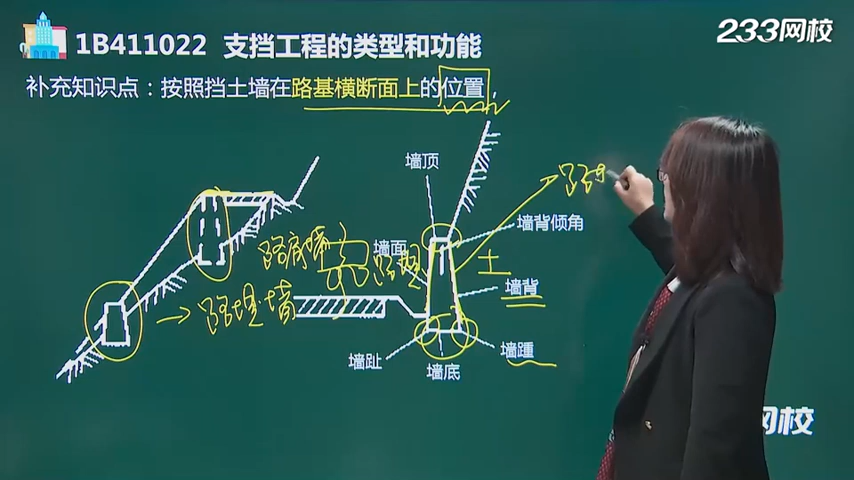 1B411022 支挡工程的类型和功能
233网校
补充知识点：按照挡土墙在路基横断面上的位置，
墙顶
墙背倾角
墙面
土
墙背
路堤墙
墙趾
墙底
墙踵
网校